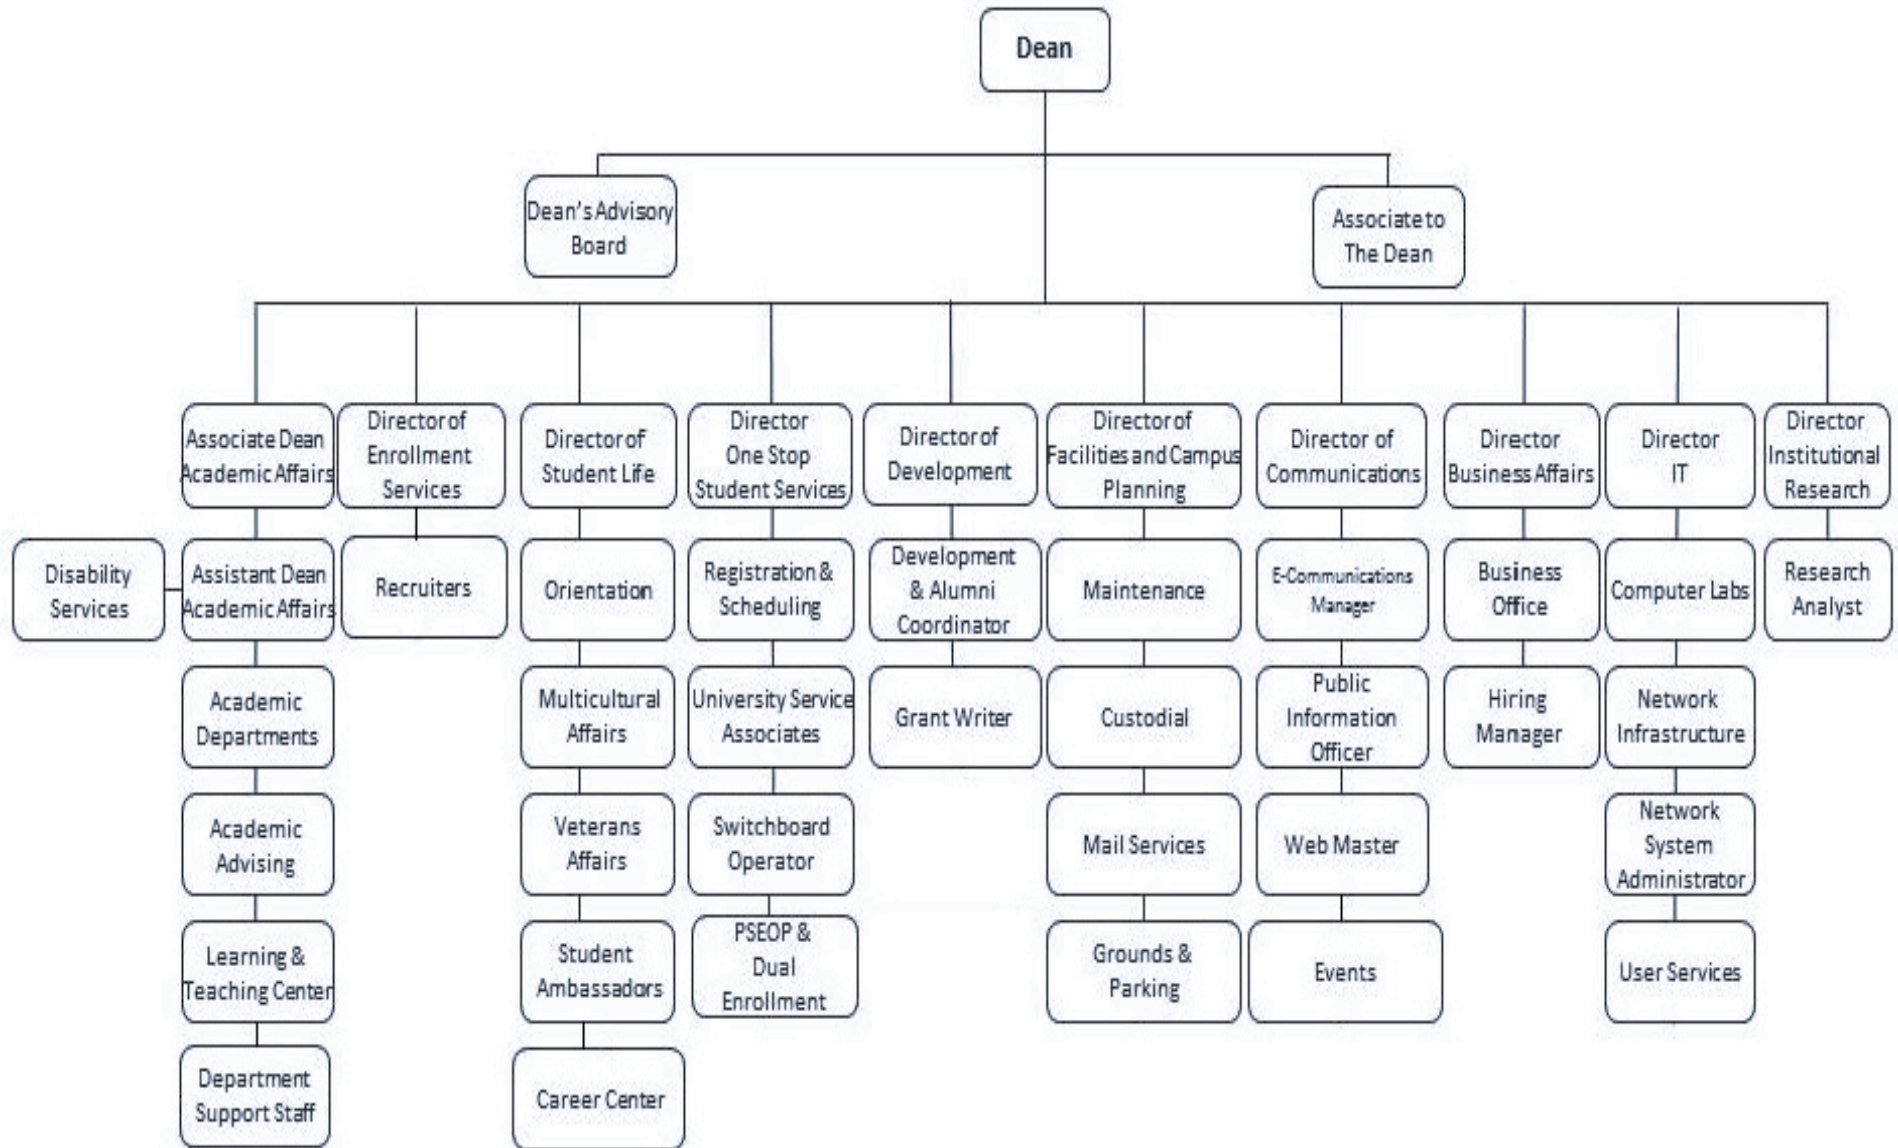 Dean
Dean's Advisory
Board
Associate to
The Dean
Associate Dean
Academic Affairs
Director of
Enrollment
Services
Director of
Student Life
Director
One Stop
Student Services
Director of
Development
Director of
Facilities and Campus
Planning
Director of
Communications
Director
Business Affairs
Director
IT
Director
Institutional
Research
Disability
Services
Assistant Dean
Academic Affairs
Recruiters
Orientation
Registration &
Scheduling
Development
& Alumni
Coordinator
Maintenance
E-Communications
Manager
Business
Office
Computer Labs
Research
Analyst
Academic
Departments
Multicultural
Affairs
University Service
Associates
Grant Writer
Custodial
Public
Information
Officer
Hiring
Manager
Network
Infrastructure
Academic
Advising
Veterans
Affairs
Switchboard
Operator
Mail Services
Web Master
Network
System
Administrator
Learning &
Teaching Center
Student
Ambassadors
PSEOP &
Dual
Enrollment
Grounds &
Parking
Events
User Services
Department
Support Staff
Career Center